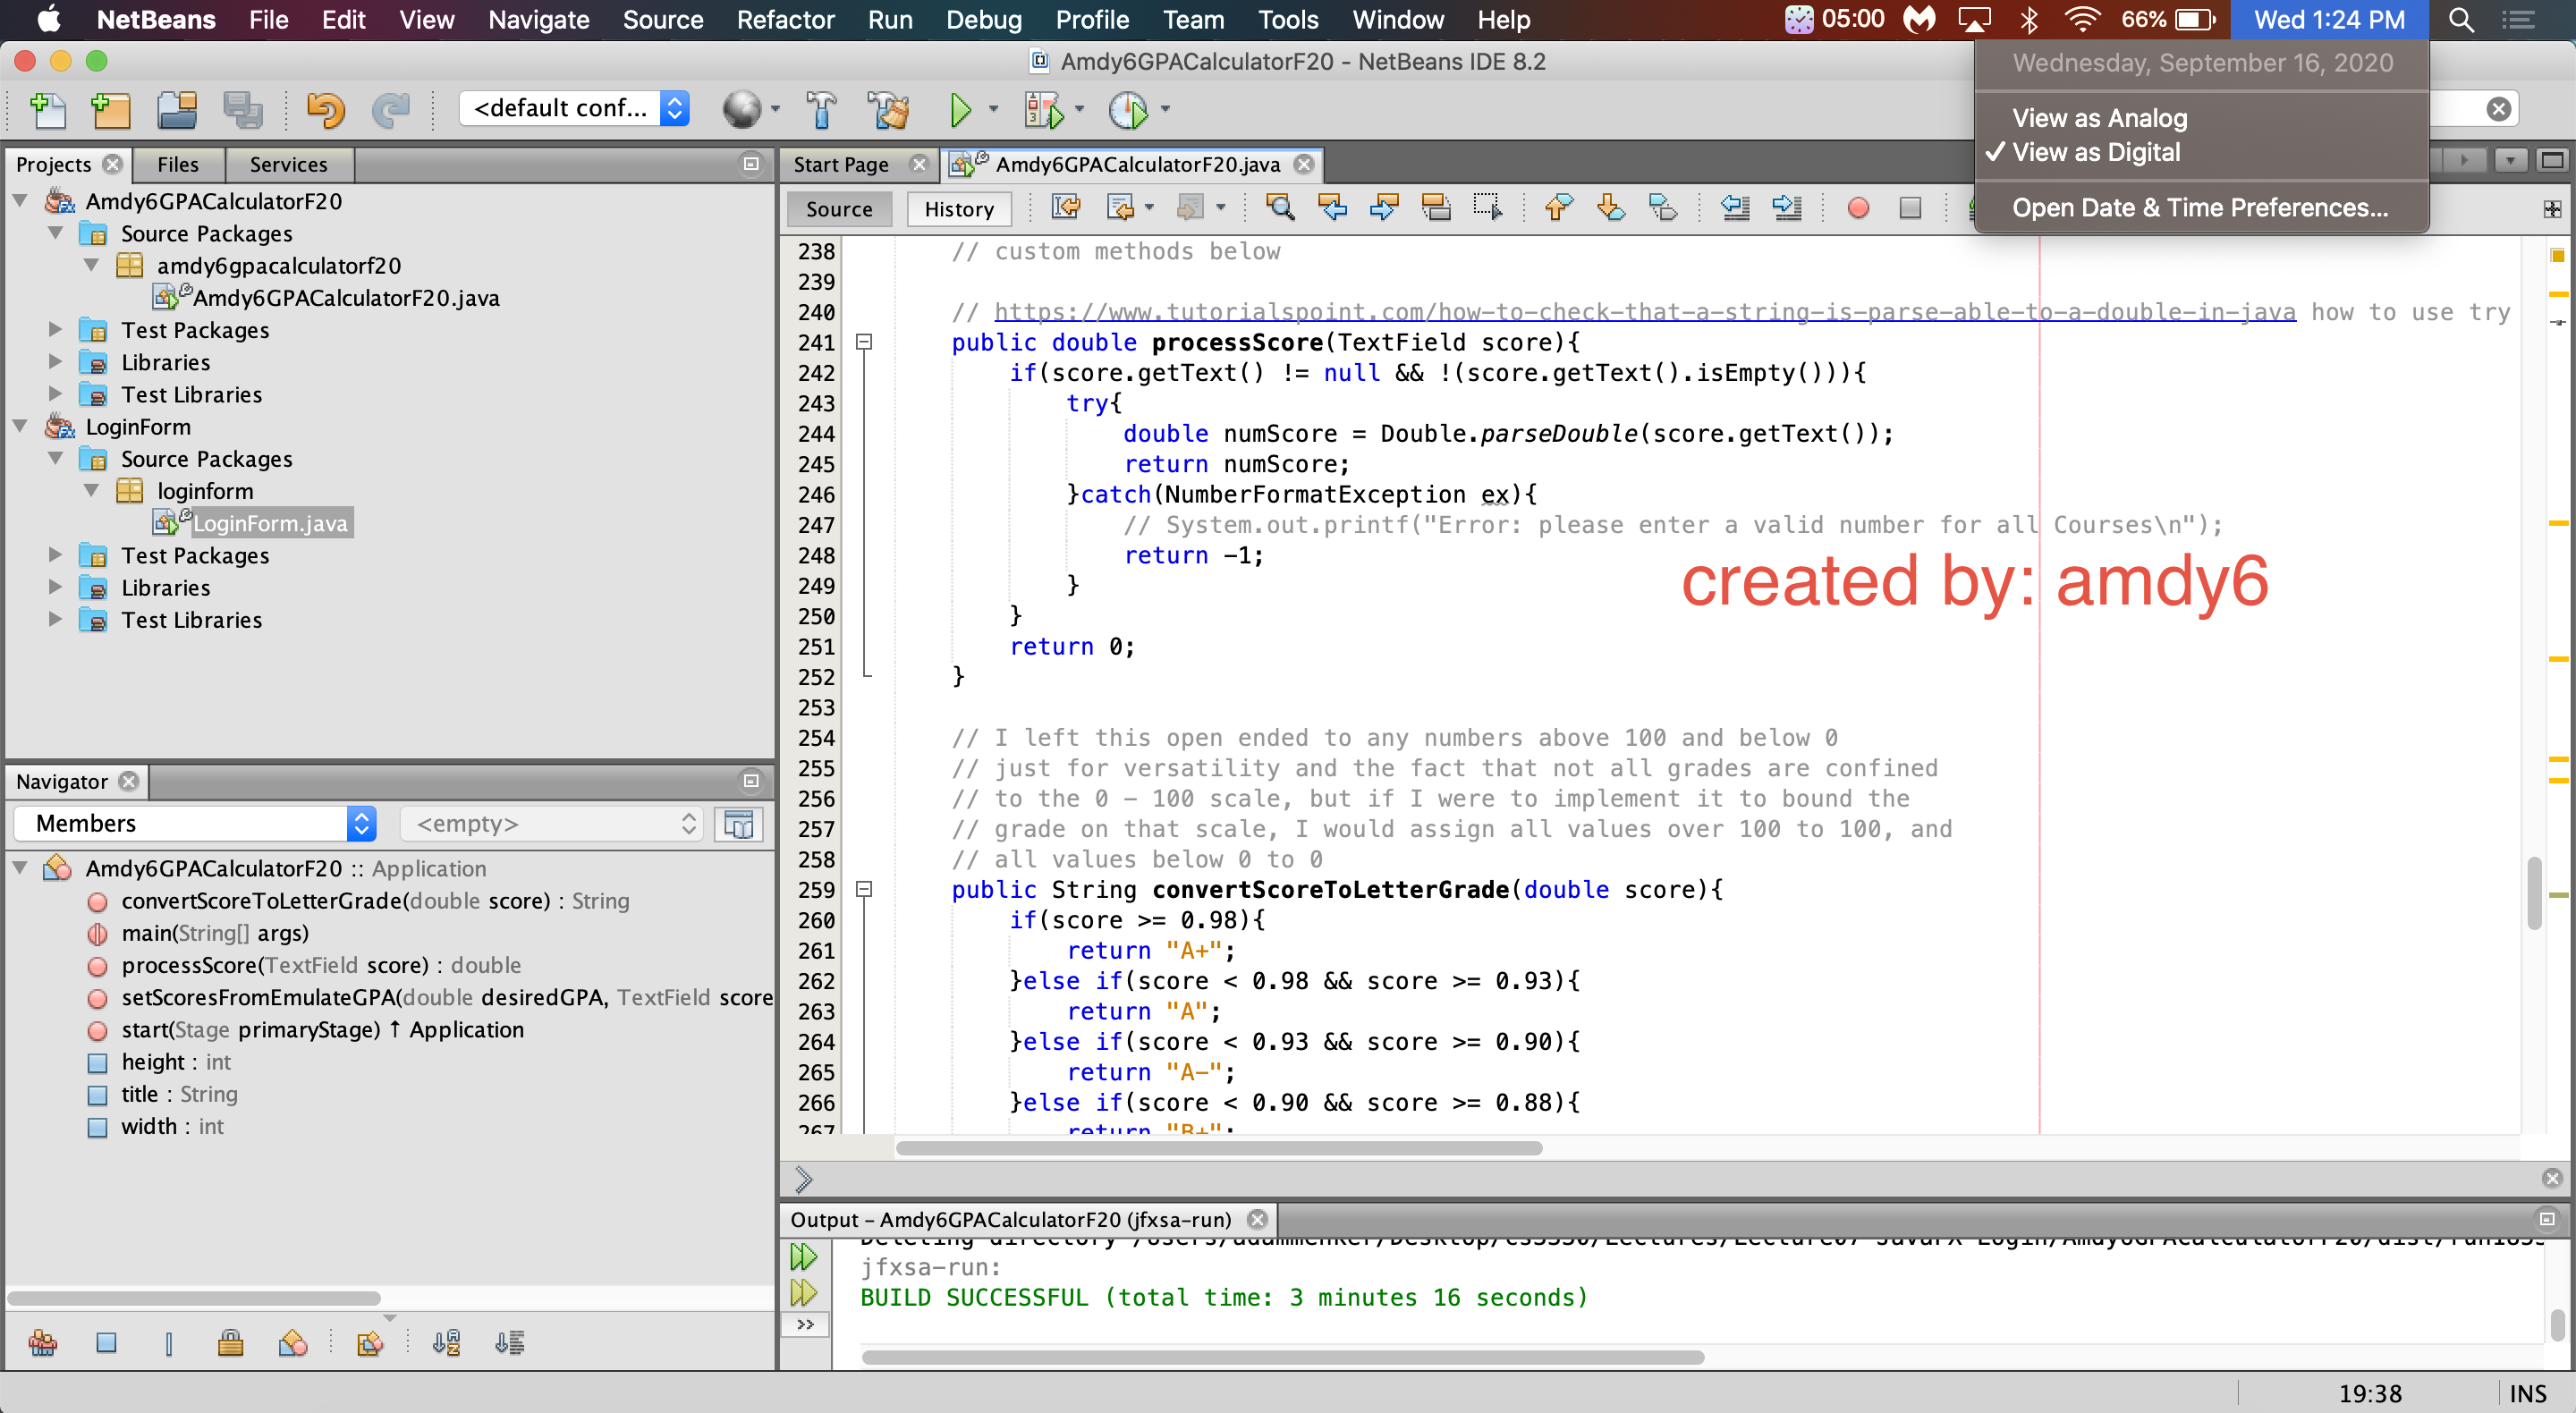 NetBeans File Edit View Navigate Source Refactor Run Debug Profile Team Tools Window Help 05:00 66% Wed 1:24 PM
Wednesday, September 16, 2020
View as Analog
✓ View as Digital
Open Date & Time Preferences...
Amdy6GPACalculatorF20 - NetBeans IDE 8.2
<default conf...
Projects Files Services
Amdy6GPACalculatorF20
Source Packages
amdy6gpacalculatorf20
Amdy6GPACalculatorF20.java
Test Packages
Libraries
Test Libraries
LoginForm
Source Packages
loginform
LoginForm.java
Test Packages
Libraries
Test Libraries
Navigator
Members <empty>
Amdy6GPACalculatorF20 :: Application
convertScoreToLetterGrade(double score) : String
main(String[] args)
processScore(TextField score) : double
setScoresFromEmulateGPA(double desiredGPA, TextField score
start(Stage primaryStage) ↑ Application
height : int
title : String
width : int
Start Page Amdy6GPACalculatorF20.java
Source History
238 // custom methods below
239
240 // https://www.tutorialspoint.com/how-to-check-that-a-string-is-parse-able-to-a-double-in-java how to use try
241 public double processScore(TextField score){
242 if(score.getText() != null && !(score.getText().isEmpty())){
243 try{
244 double numScore = Double.parseDouble(score.getText());
245 return numScore;
246 }catch(NumberFormatException ex){
247 // System.out.printf("Error: please enter a valid number for all Courses\n");
248 return -1;
249 }
250 }
251 return 0;
252 }
253
254 // I left this open ended to any numbers above 100 and below 0
255 // just for versatility and the fact that not all grades are confined
256 // to the 0 - 100 scale, but if I were to implement it to bound the
257 // grade on that scale, I would assign all values over 100 to 100, and
258 // all values below 0 to 0
259 public String convertScoreToLetterGrade(double score){
260 if(score >= 0.98){
261 return "A+";
262 }else if(score < 0.98 && score >= 0.93){
263 return "A";
264 }else if(score < 0.93 && score >= 0.90){
265 return "A-";
266 }else if(score < 0.90 && score >= 0.88){
267 return "B+";
created by: amdy6
Output - Amdy6GPACalculatorF20 (jfxsa-run)
Deleting directory /Users/adammenker/Desktop/cs3330/Lectures/Lecture07 JavaFX Login/Amdy6GPACalculatorF20/dist/run1853
jfxsa-run:
BUILD SUCCESSFUL (total time: 3 minutes 16 seconds)
19:38 INS